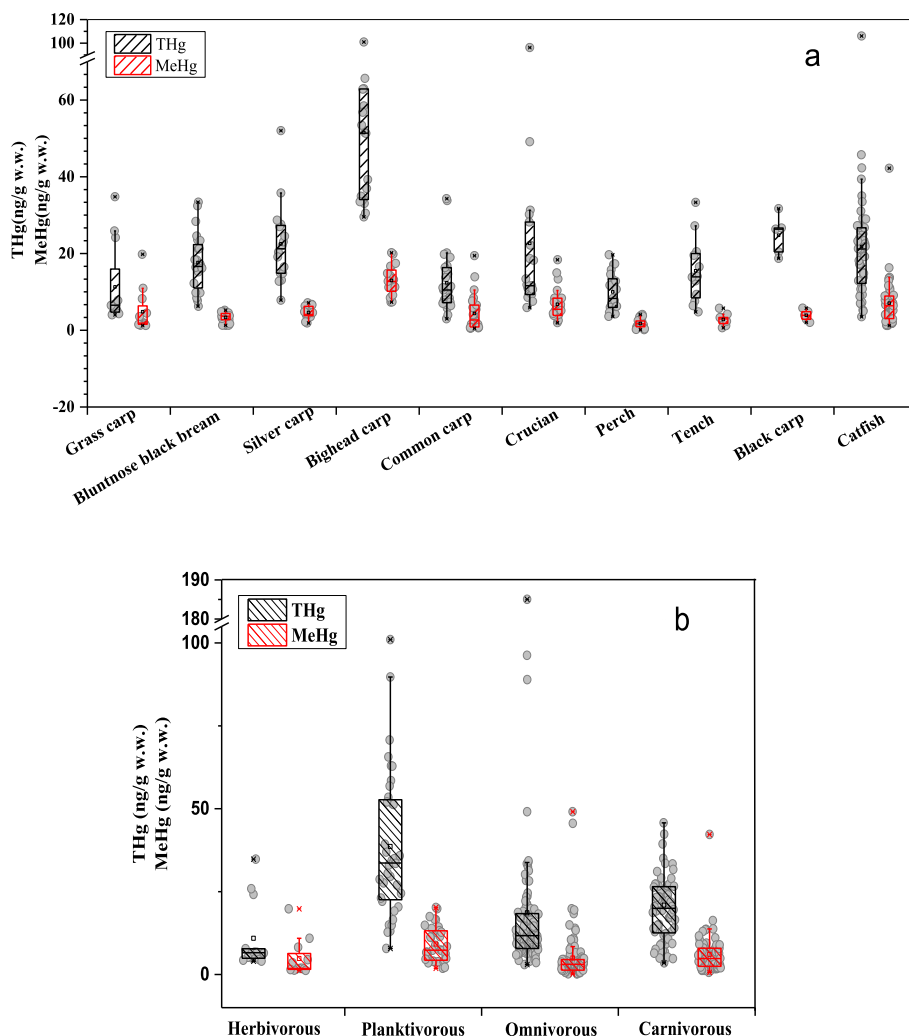 120
100
60
40
20
0
-20
THg(ng/g w.w.)
MeHg(ng/g w.w.)
THg
MeHg
a
Grass carp
Bluntnose black bream
Silver carp
Bighead carp
Common carp
Crucian
Perch
Tench
Black carp
Catfish
190
180
100
50
0
THg (ng/g w.w.)
MeHg (ng/g w.w.)
THg
MeHg
b
Herbivorous Planktivorous Omnivorous Carnivorous